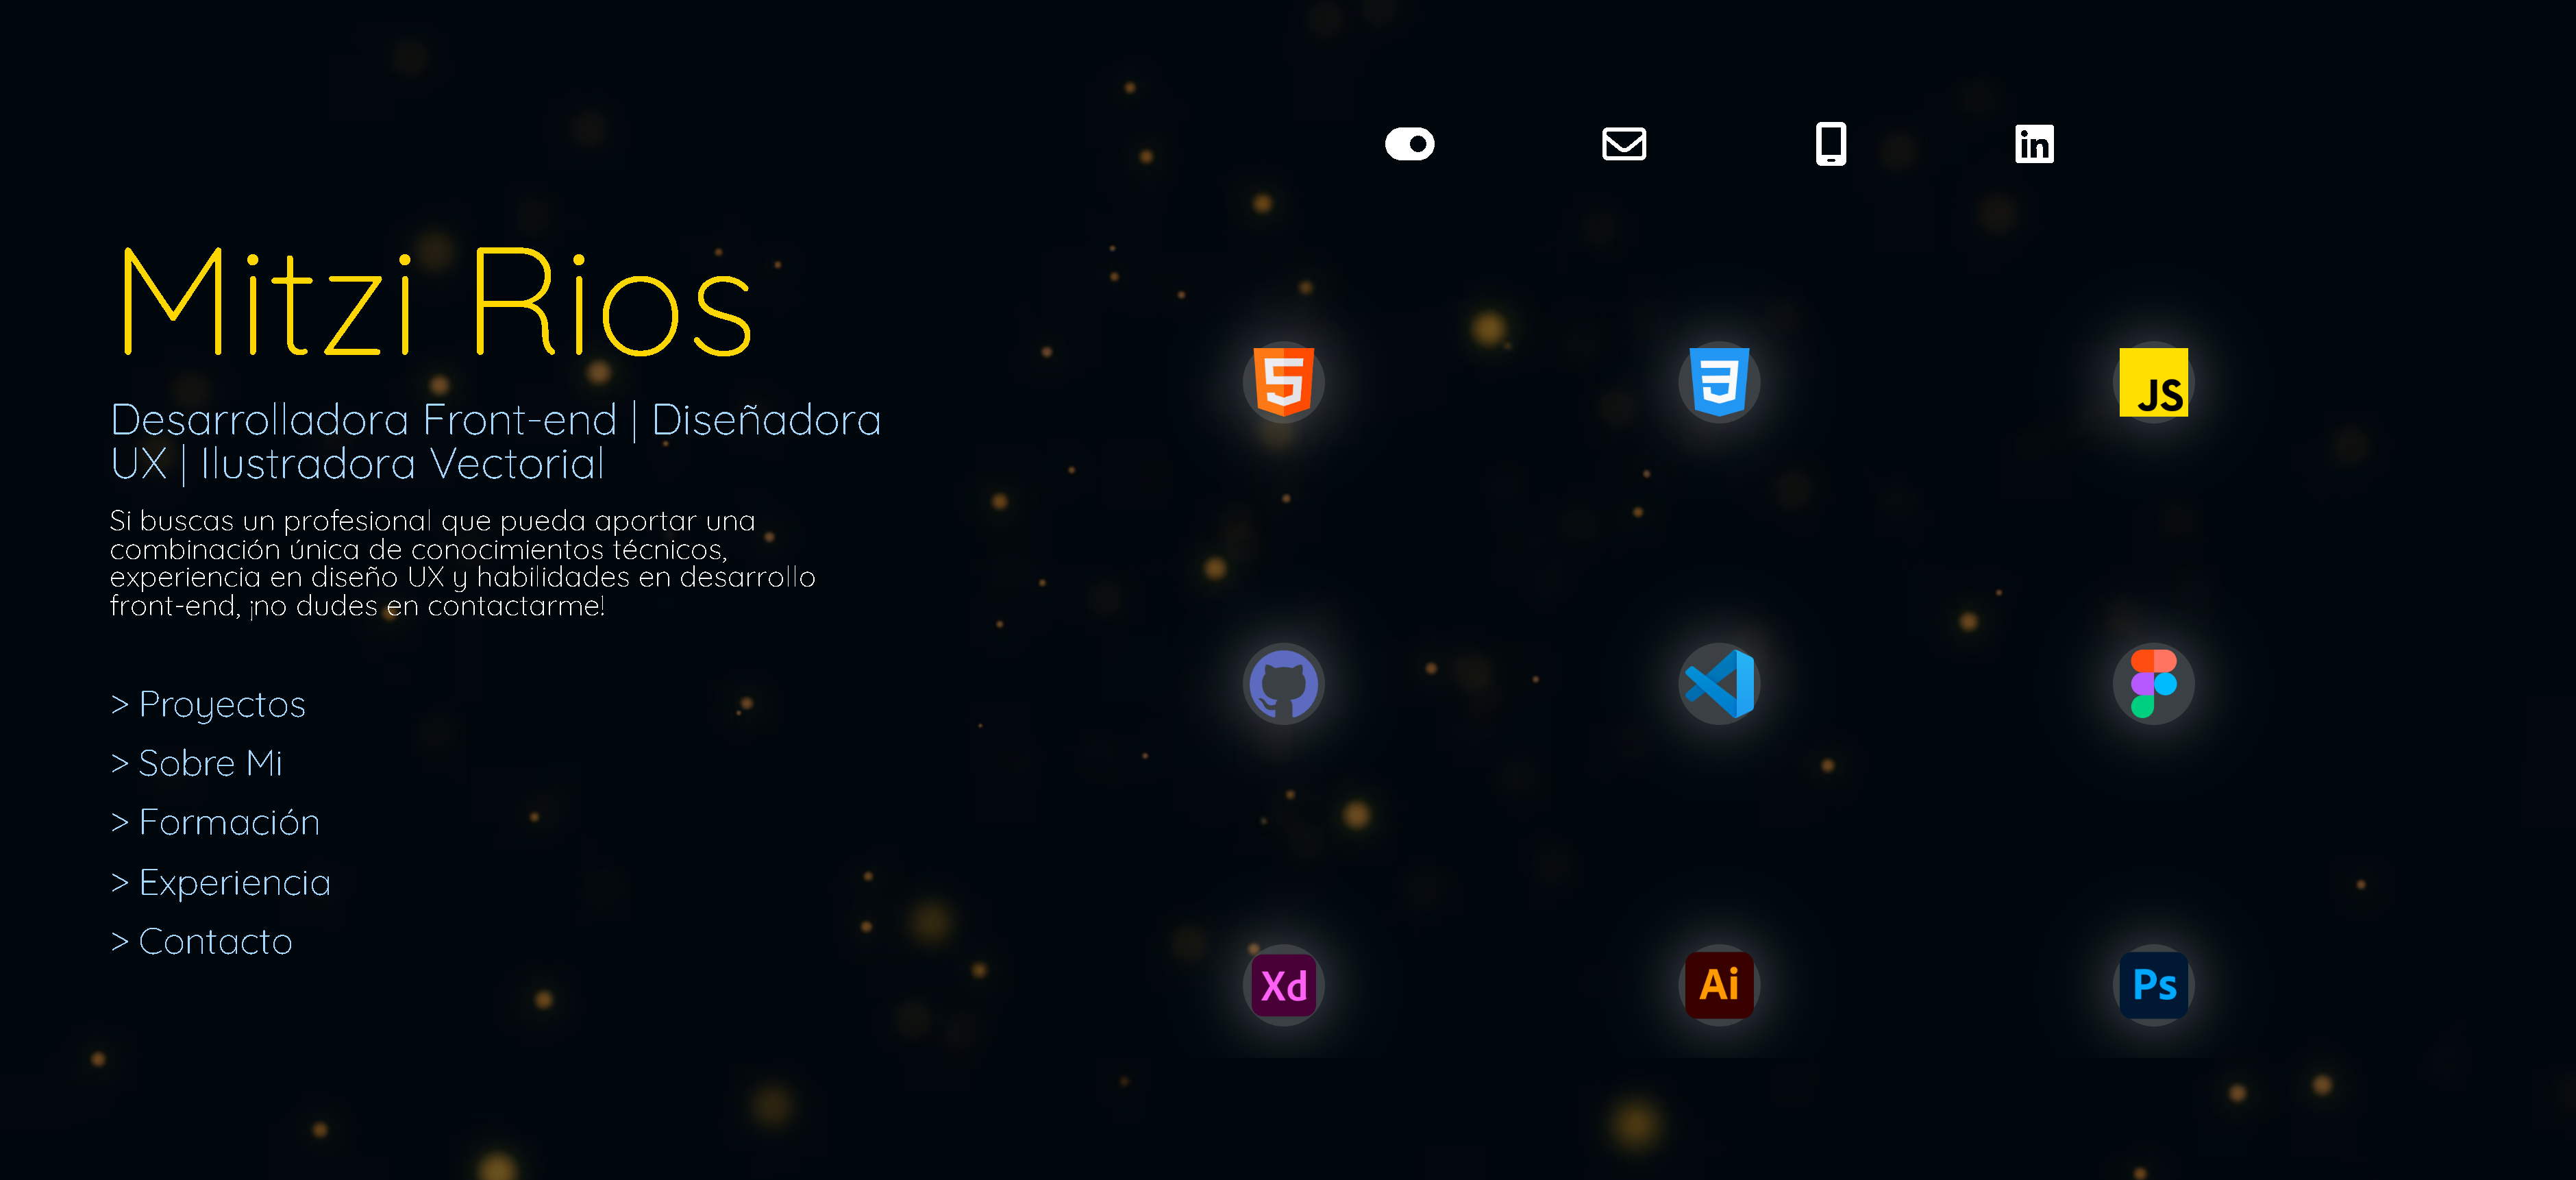 in
Mitzi Rios
Desarrolladora Front-end | Diseñadora
UX | Ilustradora Vectorial
Si buscas un profesional que pueda aportar una
combinación única de conocimientos técnicos,
experiencia en diseño UX y habilidades en desarrollo
front-end, ¡no dudes en contactarme!
> Proyectos
> Sobre Mi
> Formación
> Experiencia
> Contacto
5
3
JS
Xd
Ai
Ps